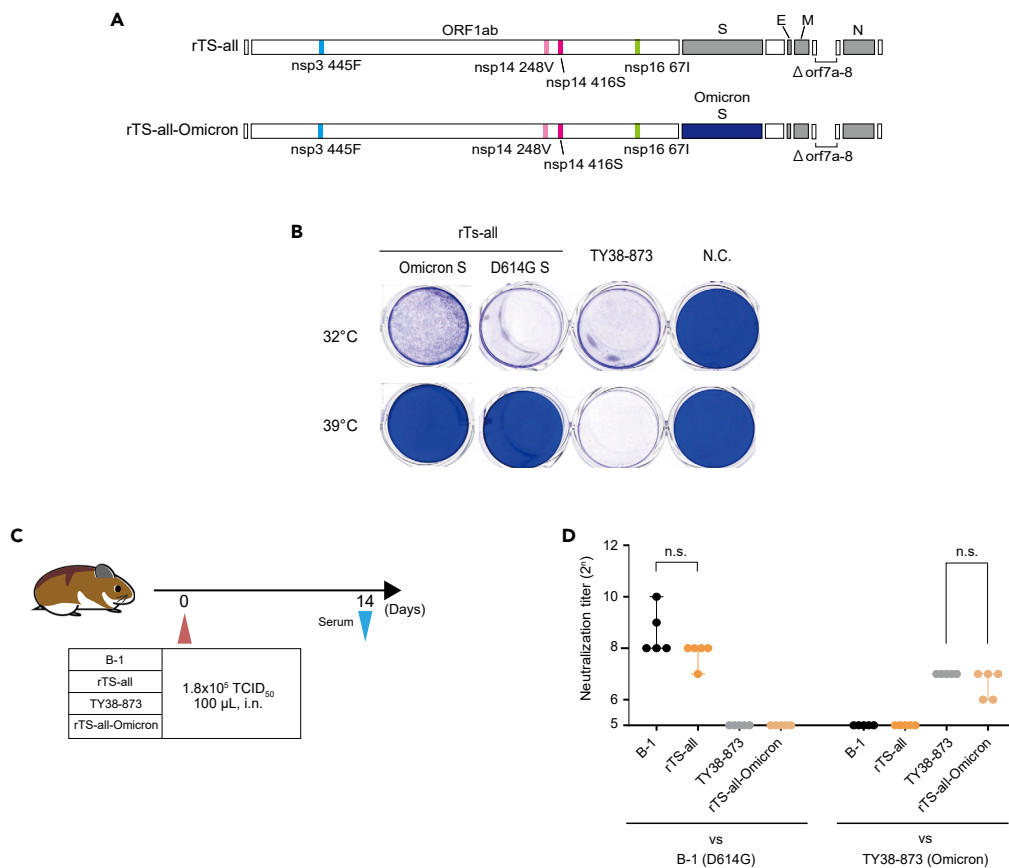 A
ORF1ab
S
E
M
N
rTS-all
nsp3 445F
nsp14 248V
nsp14 416S
nsp16 67I
Δ orf7a-8
Omicron
S
rTS-all-Omicron
nsp3 445F
nsp14 248V
nsp14 416S
nsp16 67I
Δ orf7a-8
B
rTs-all
Omicron S
D614G S
TY38-873
N.C.
32°C
39°C
C
0
14
(Days)
Serum
B-1
rTS-all
TY38-873
rTS-all-Omicron
1.8x10⁵ TCID₅₀
100 µL, i.n.
D
Neutralization titer (2ⁿ)
12
10
8
6
5
n.s.
n.s.
B-1
rTS-all
TY38-873
rTS-all-Omicron
B-1
rTS-all
TY38-873
rTS-all-Omicron
vs
B-1 (D614G)
vs
TY38-873 (Omicron)